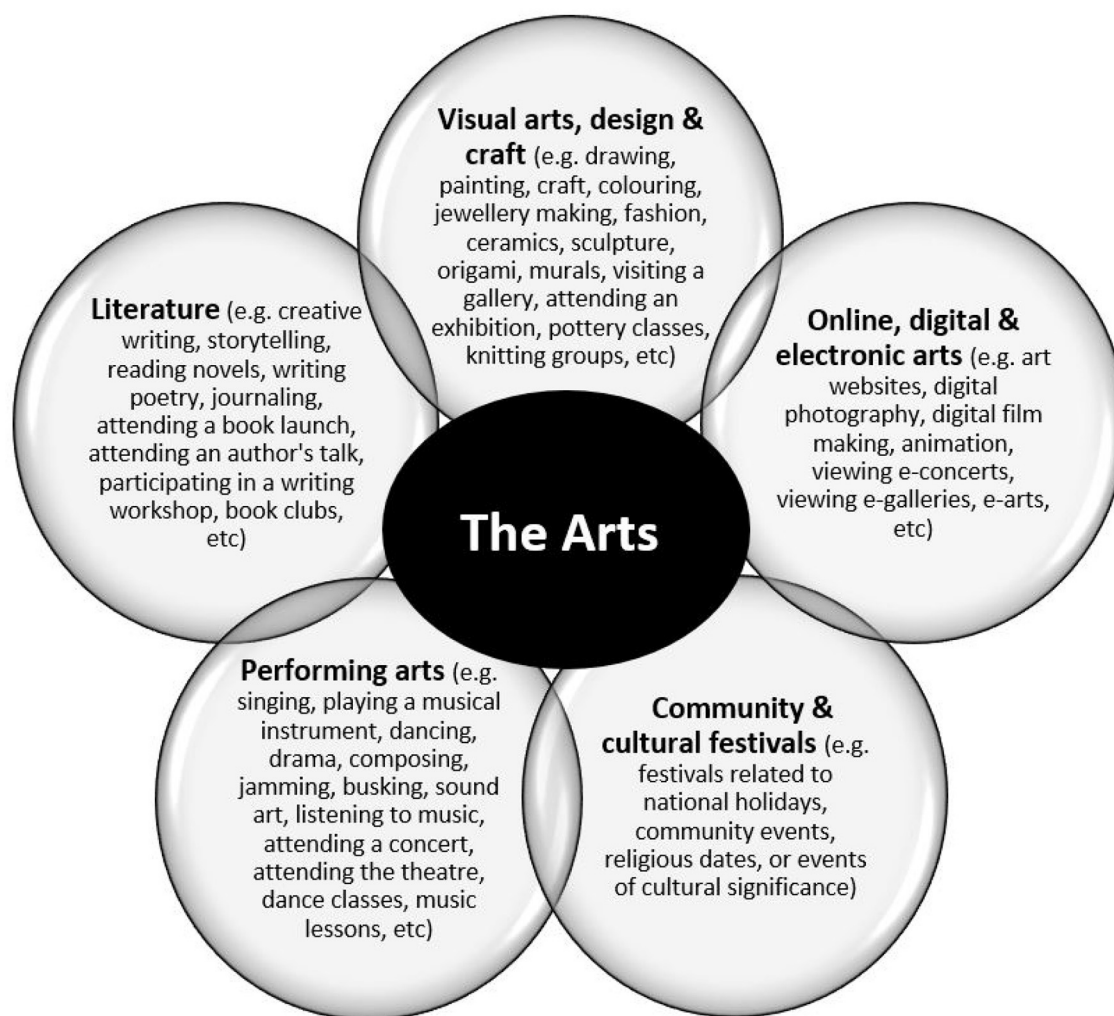 Visual arts, design &
craft (e.g. drawing,
painting, craft, colouring,
jewellery making, fashion,
ceramics, sculpture,
origami, murals, visiting a
gallery, attending an
exhibition, pottery classes,
knitting groups, etc)
Literature (e.g. creative
writing, storytelling,
reading novels, writing
poetry, journaling,
attending a book launch,
attending an author's talk,
participating in a writing
workshop, book clubs,
etc)
Online, digital &
electronic arts (e.g. art
websites, digital
photography, digital film
making, animation,
viewing e-concerts,
viewing e-galleries, e-arts,
etc)
The Arts
Performing arts (e.g.
singing, playing a musical
instrument, dancing,
drama, composing,
jamming, busking, sound
art, listening to music,
attending a concert,
attending the theatre,
dance classes, music
lessons, etc)
Community &
cultural festivals (e.g.
festivals related to
national holidays,
community events,
religious dates, or events
of cultural significance)